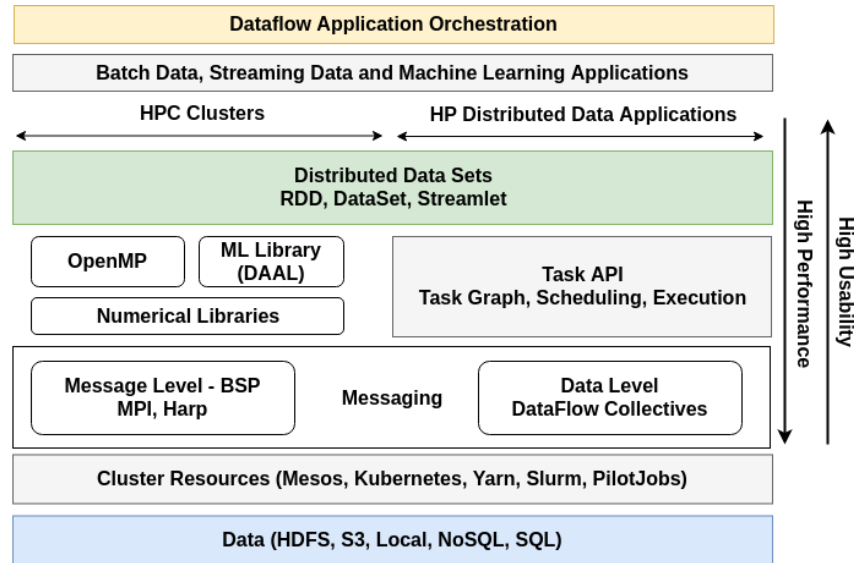 Dataflow Application Orchestration
Batch Data, Streaming Data and Machine Learning Applications
HPC Clusters
HP Distributed Data Applications
Distributed Data Sets
RDD, DataSet, Streamlet
OpenMP
ML Library
(DAAL)
Numerical Libraries
Task API
Task Graph, Scheduling, Execution
Message Level - BSP
MPI, Harp
Messaging
Data Level
DataFlow Collectives
Cluster Resources (Mesos, Kubernetes, Yarn, Slurm, PilotJobs)
Data (HDFS, S3, Local, NoSQL, SQL)
High Performance
High Usability